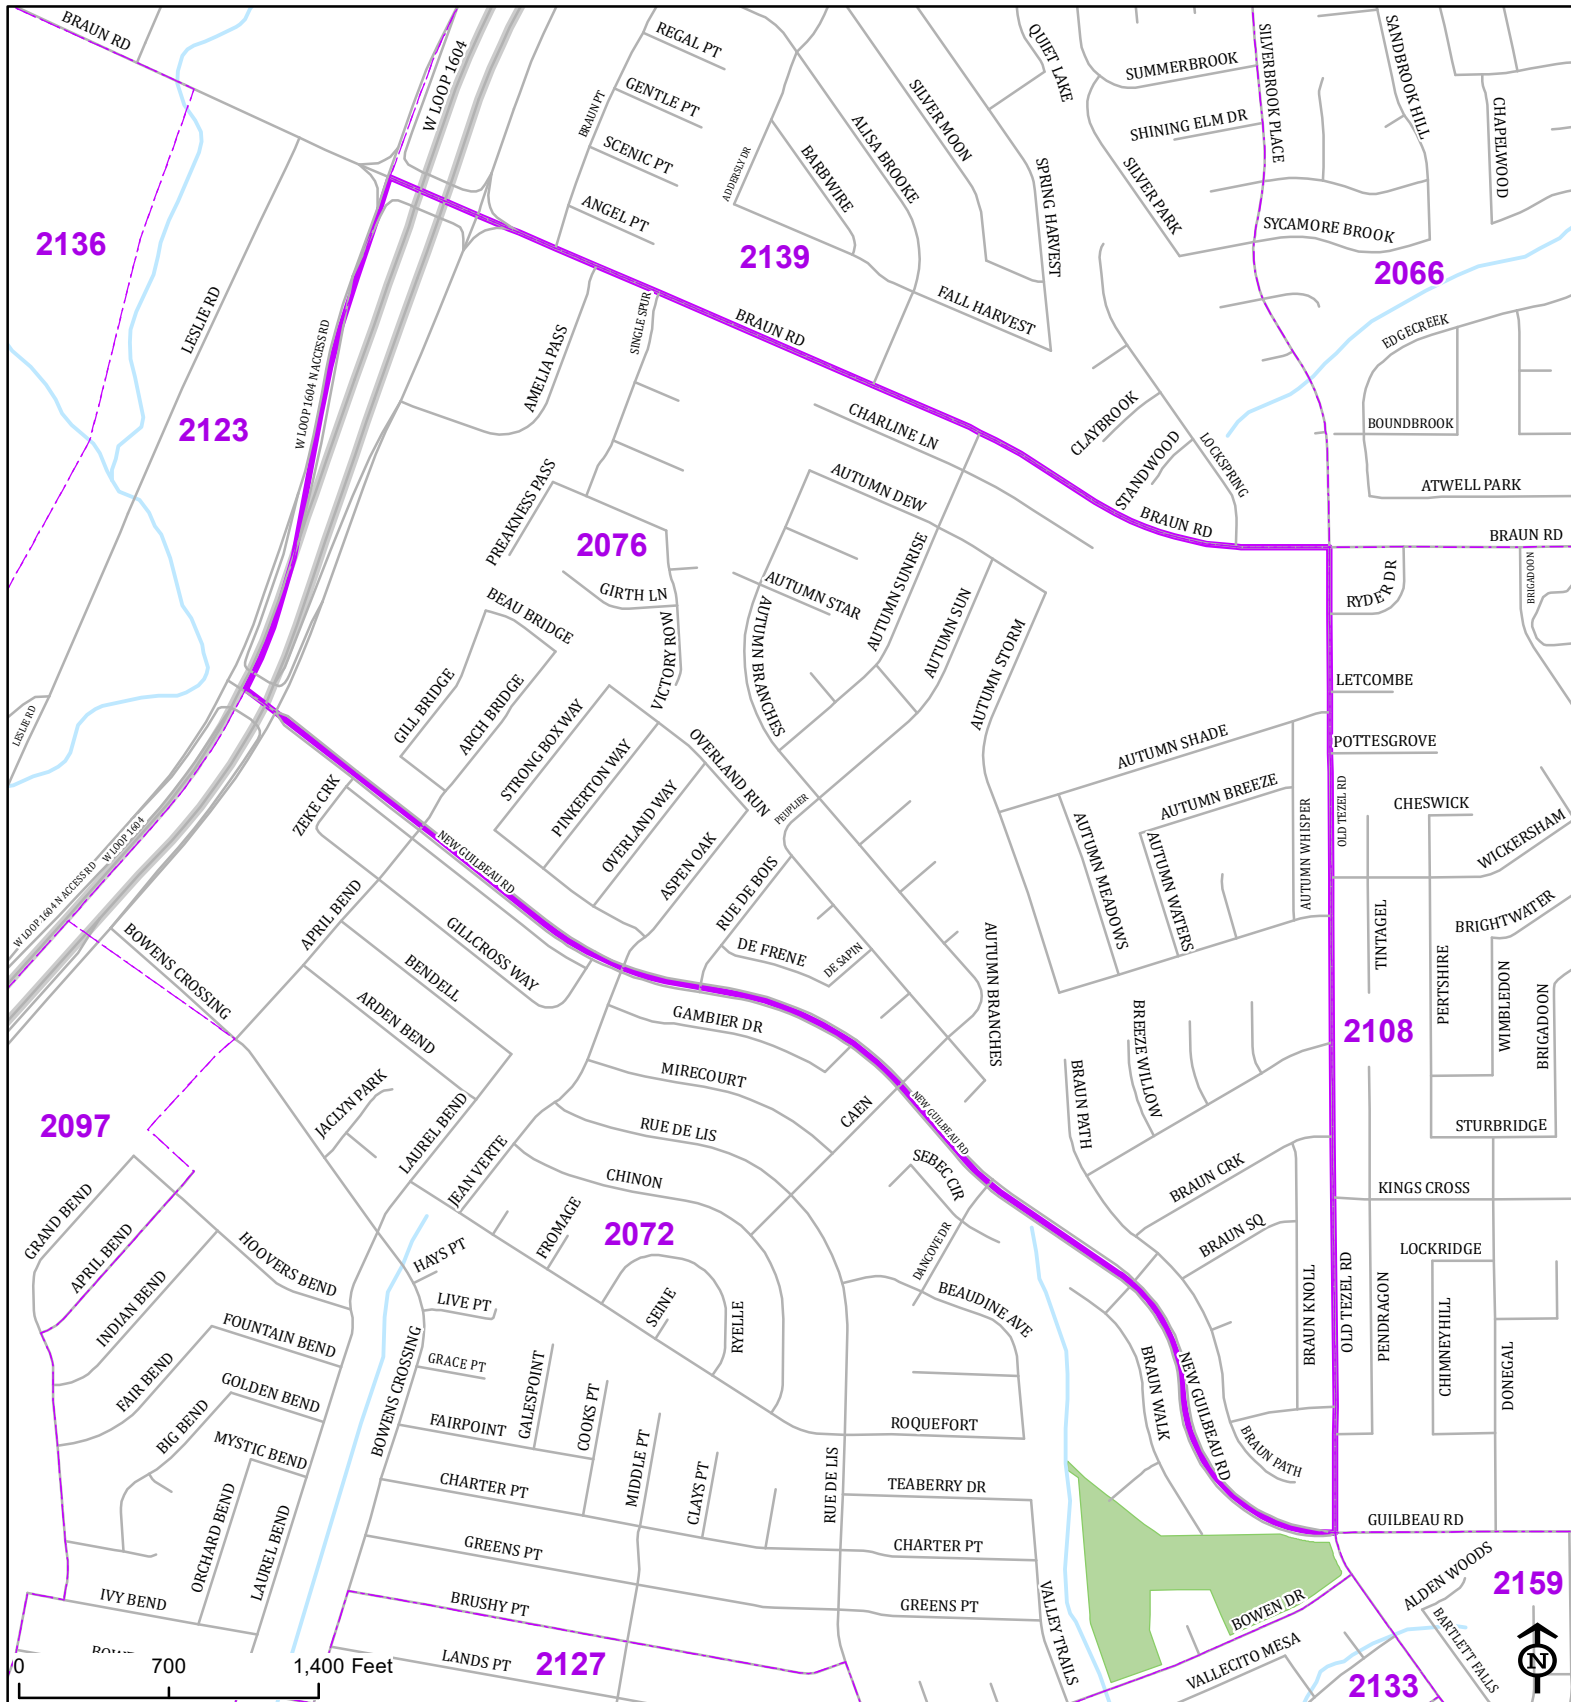 BRAUN RD
W LOOP 1604
REGAL PT
GENTLE PT
BRAUN PT
SCENIC PT
ANGEL PT
ADDERSLY DR
BARBWIRE
ALISA BROOKE
SILVER MOON
QUIET LAKE
SPRING HARVEST
SUMMERBROOK
SHINING ELM DR
SILVER PARK
SILVERBROOK PLACE
SANDBROOK HILL
CHAPELWOOD
SYCAMORE BROOK
2136
2139
2066
LESLIE RD
W LOOP 1604 N ACCESS RD
AMELIA PASS
SINGLE SPUR
BRAUN RD
FALL HARVEST
EDGECREEK
2123
CHARLINE LN
CLAYBROOK
STANDWOOD
LOCKSPRING
BOUNDBROOK
ATWELL PARK
AUTUMN DEW
PREAKNESS PASS
2076
BRAUN RD
BRAUN RD
GIRTH LN
AUTUMN STAR
AUTUMN SUNRISE
AUTUMN SUN
AUTUMN STORM
RYDER DR
BRIGADOON
BEAU BRIDGE
VICTORY ROW
AUTUMN BRANCHES
GILL BRIDGE
ARCH BRIDGE
LETCOMBE
LESLIE RD
STRONG BOX WAY
PINKERTON WAY
OVERLAND RUN
AUTUMN SHADE
POTTESGROVE
OVERLAND WAY
PEUPLIER
AUTUMN BREEZE
OLD TEZEL RD
CHESWICK
ZEKE CRK
W LOOP 1604
NEW GUILBEAU RD
ASPEN OAK
AUTUMN MEADOWS
AUTUMN WATERS
AUTUMN WHISPER
WICKERSHAM
W LOOP 1604 N ACCESS RD
APRIL BEND
RUE DE BOIS
BRIGHTWATER
BOWENS CROSSING
GILLCROSS WAY
DE FRENE
DE SAPIN
TINTAGEL
BENDELL
AUTUMN BRANCHES
PERTSHIRE
WIMBLEDON
BRIGADOON
ARDEN BEND
GAMBIER DR
BREEZE WILLOW
2108
MIRECOURT
BRAUN PATH
2097
JACLYN PARK
LAUREL BEND
RUE DE LIS
CAEN
NEW GUILBEAU RD
STURBRIDGE
JEAN VERTE
CHINON
SEBEC CIR
BRAUN CRK
KINGS CROSS
GRAND BEND
APRIL BEND
HAYS PT
FROMAGE
2072
DANCOVE DR
BRAUN SQ
LOCKRIDGE
HOOVERS BEND
INDIAN BEND
LIVE PT
SEINE
RYELLE
BEAUDINE AVE
BRAUN KNOLL
OLD TEZEL RD
PENDRAGON
CHIMNEYHILL
DONEGAL
FOUNTAIN BEND
FAIR BEND
GRACE PT
BRAUN WALK
NEW GUILBEAU RD
GOLDEN BEND
BIG BEND
BOWENS CROSSING
FAIRPOINT
GALESPOINT
COOKS PT
ROQUEFORT
BRAUN PATH
MYSTIC BEND
CHARTER PT
MIDDLE PT
CLAYS PT
RUE DE LIS
TEABERRY DR
GUILBEAU RD
ORCHARD BEND
LAUREL BEND
GREENS PT
CHARTER PT
ALDEN WOODS
2159
IVY BEND
BRUSHY PT
GREENS PT
VALLEY TRAILS
BOWEN DR
BARTLETT FALLS
LANDS PT
2127
VALLECITO MESA
2133
0 700 1,400 Feet
N